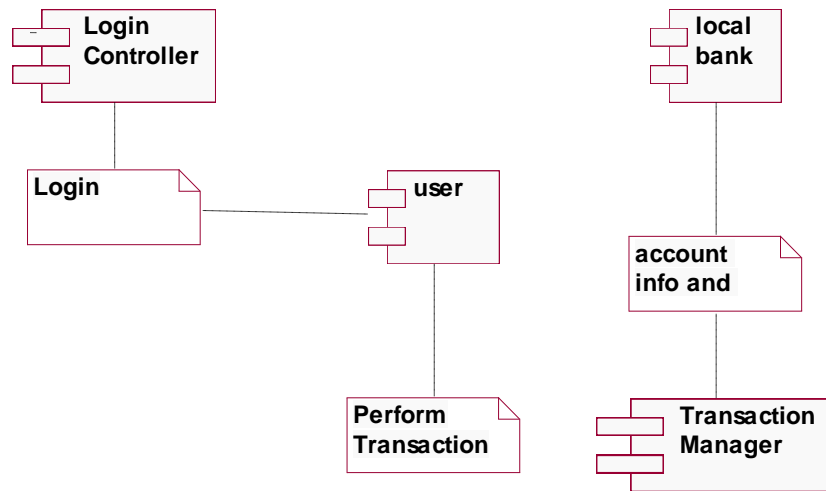 Login
Controller
local
bank
Login
user
account
info and
Perform
Transaction
Transaction
Manager